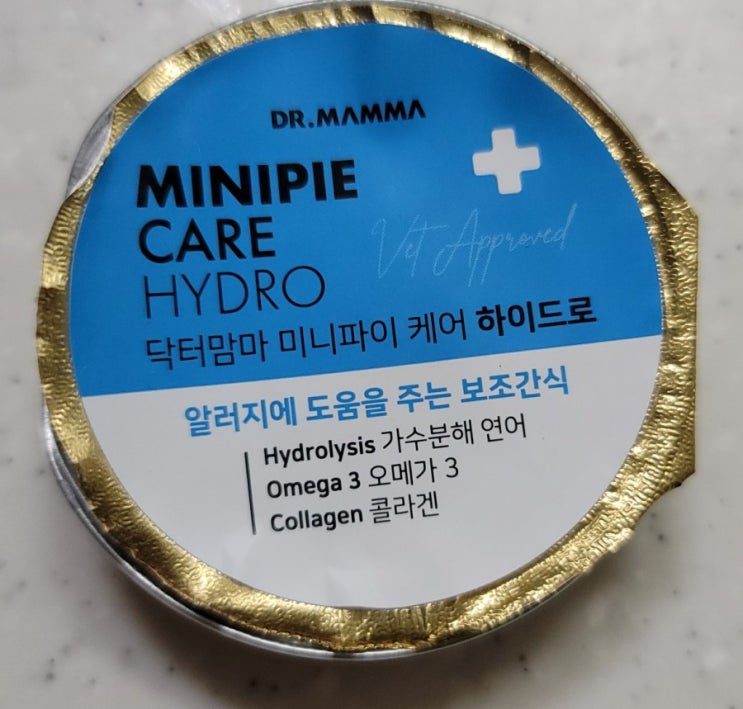 DR.MAMMA
MINIPIE
CARE
Vet Approved
HYDRO
닥터맘마 미니파이 케어 하이드로
알러지에 도움을 주는 보조간식
Hydrolysis 가수분해 연어
Omega 3 오메가 3
Collagen 콜라겐